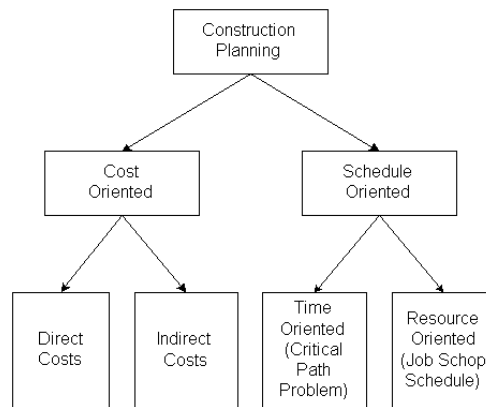 Construction
Planning
Cost
Oriented
Schedule
Oriented
Direct
Costs
Indirect
Costs
Time
Oriented
(Critical
Path
Problem)
Resource
Oriented
(Job Schop
Schedule)